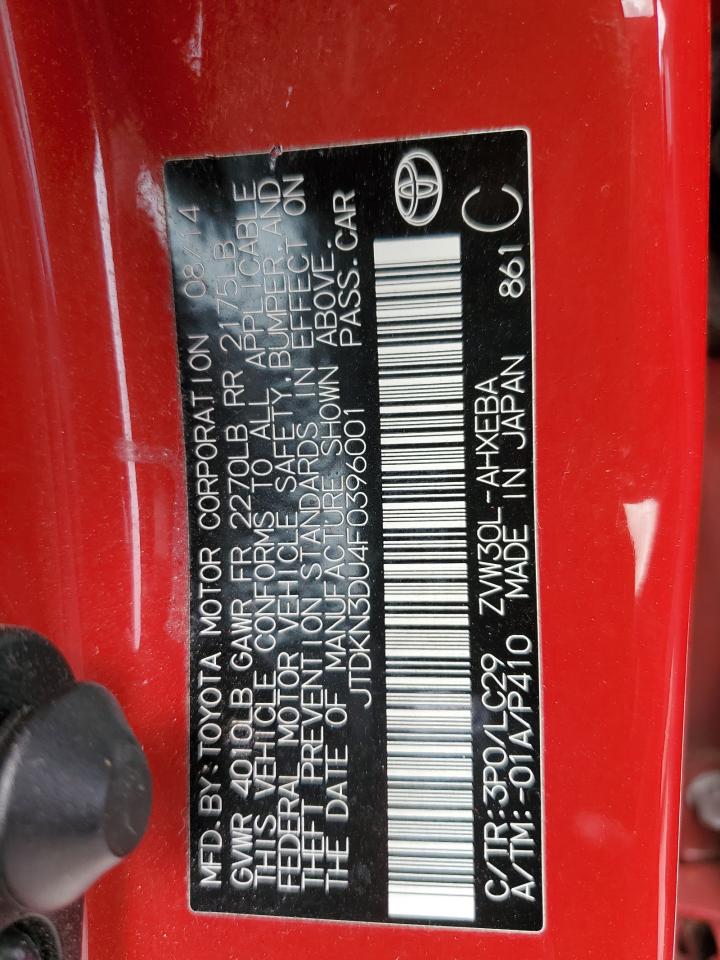 MFD. BY: TOYOTA MOTOR CORPORATION 08/14
GVWR 4010LB GAWR FR 2270LB RR 2175LB
THIS VEHICLE CONFORMS TO ALL APPLICABLE
FEDERAL MOTOR VEHICLE SAFETY, BUMPER, AND
THEFT PREVENTION STANDARDS IN EFFECT ON
THE DATE OF MANUFACTURE SHOWN ABOVE.
JTDKN3DU4F0396001 PASS. CAR
C/TR: 3P0/LC29 ZVW30L-AHXEBA C
A/TM: -01A/P410 MADE IN JAPAN 861